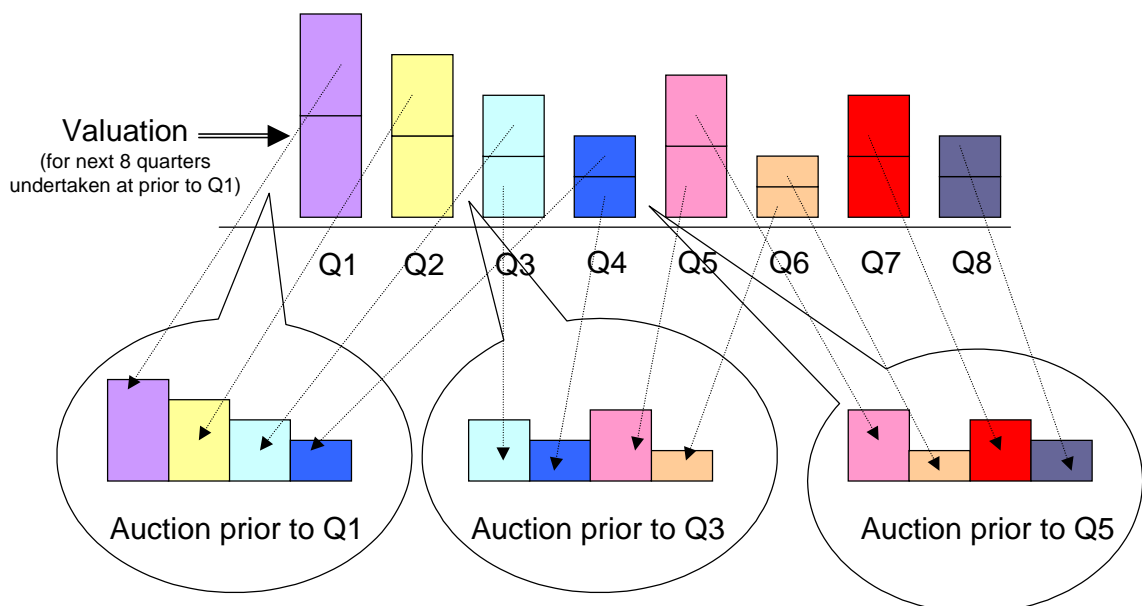 Valuation
(for next 8 quarters
undertaken at prior to Q1)
Q1 Q2 Q3 Q4 Q5 Q6 Q7 Q8
Auction prior to Q1
Auction prior to Q3
Auction prior to Q5